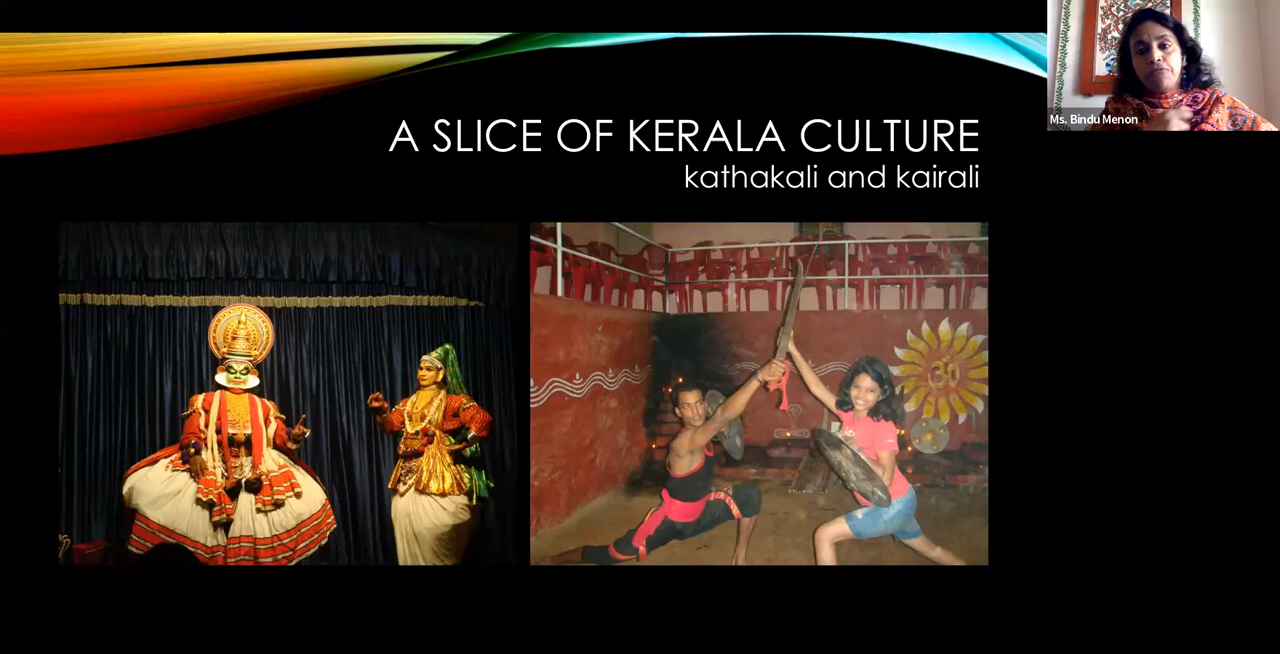 A SLICE OF KERALA CULTURE
kathakali and kairali
Ms. Bindu Menon
ॐ